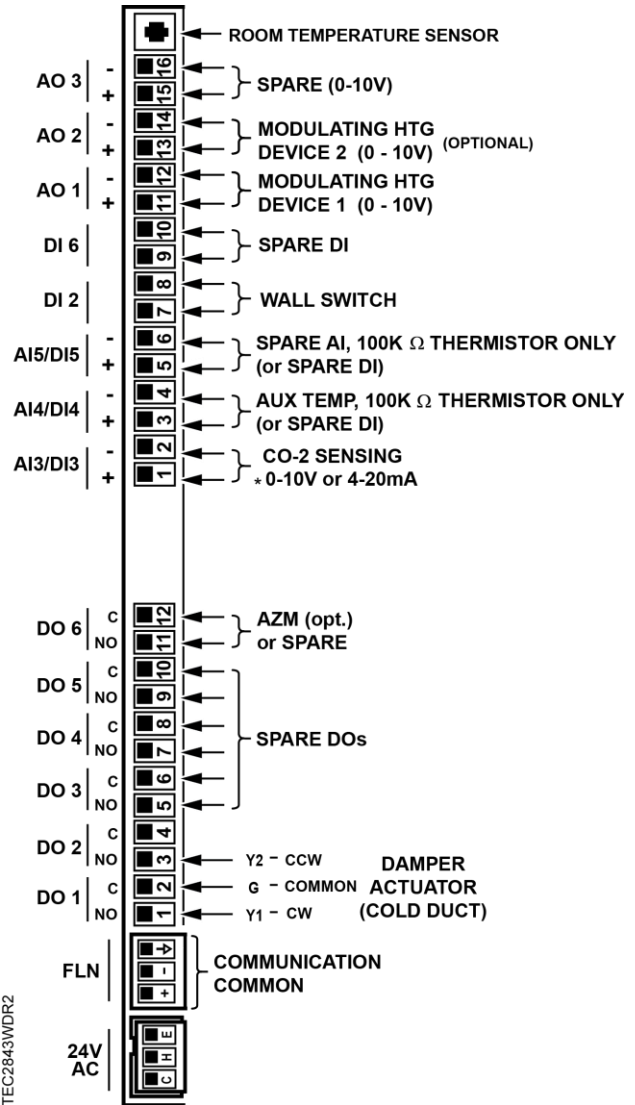 ROOM TEMPERATURE SENSOR
AO 3 - 16 SPARE (0-10V)
+ 15
AO 2 - 14 MODULATING HTG
+ 13 DEVICE 2 (0 - 10V) (OPTIONAL)
AO 1 - 12 MODULATING HTG
+ 11 DEVICE 1 (0 - 10V)
DI 6 10 SPARE DI
9
DI 2 8 WALL SWITCH
7
AI5/DI5 - 6 SPARE AI, 100K Ω THERMISTOR ONLY
+ 5 (or SPARE DI)
AI4/DI4 - 4 AUX TEMP, 100K Ω THERMISTOR ONLY
+ 3 (or SPARE DI)
AI3/DI3 - 2 CO-2 SENSING
+ 1 * 0-10V or 4-20mA
DO 6 C 12 AZM (opt.)
NO 11 or SPARE
DO 5 C 10
NO 9
DO 4 C 8 SPARE DOs
NO 7
DO 3 C 6
NO 5
DO 2 C 4
NO 3 Y2 - CCW DAMPER
DO 1 C 2 G - COMMON ACTUATOR
NO 1 Y1 - CW (COLD DUCT)
FLN - + COMMUNICATION
COMMON
24V
AC
E
H
C
TEC2843WDR2